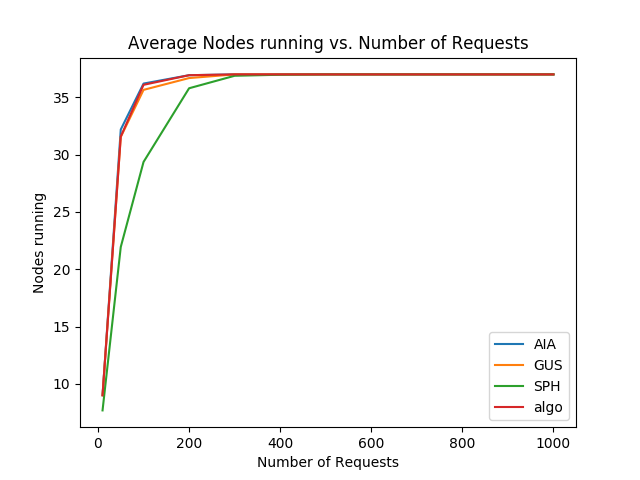 Average Nodes running vs. Number of Requests
Nodes running
35
30
25
20
15
10
0 200 400 600 800 1000
Number of Requests
AIA
GUS
SPH
algo